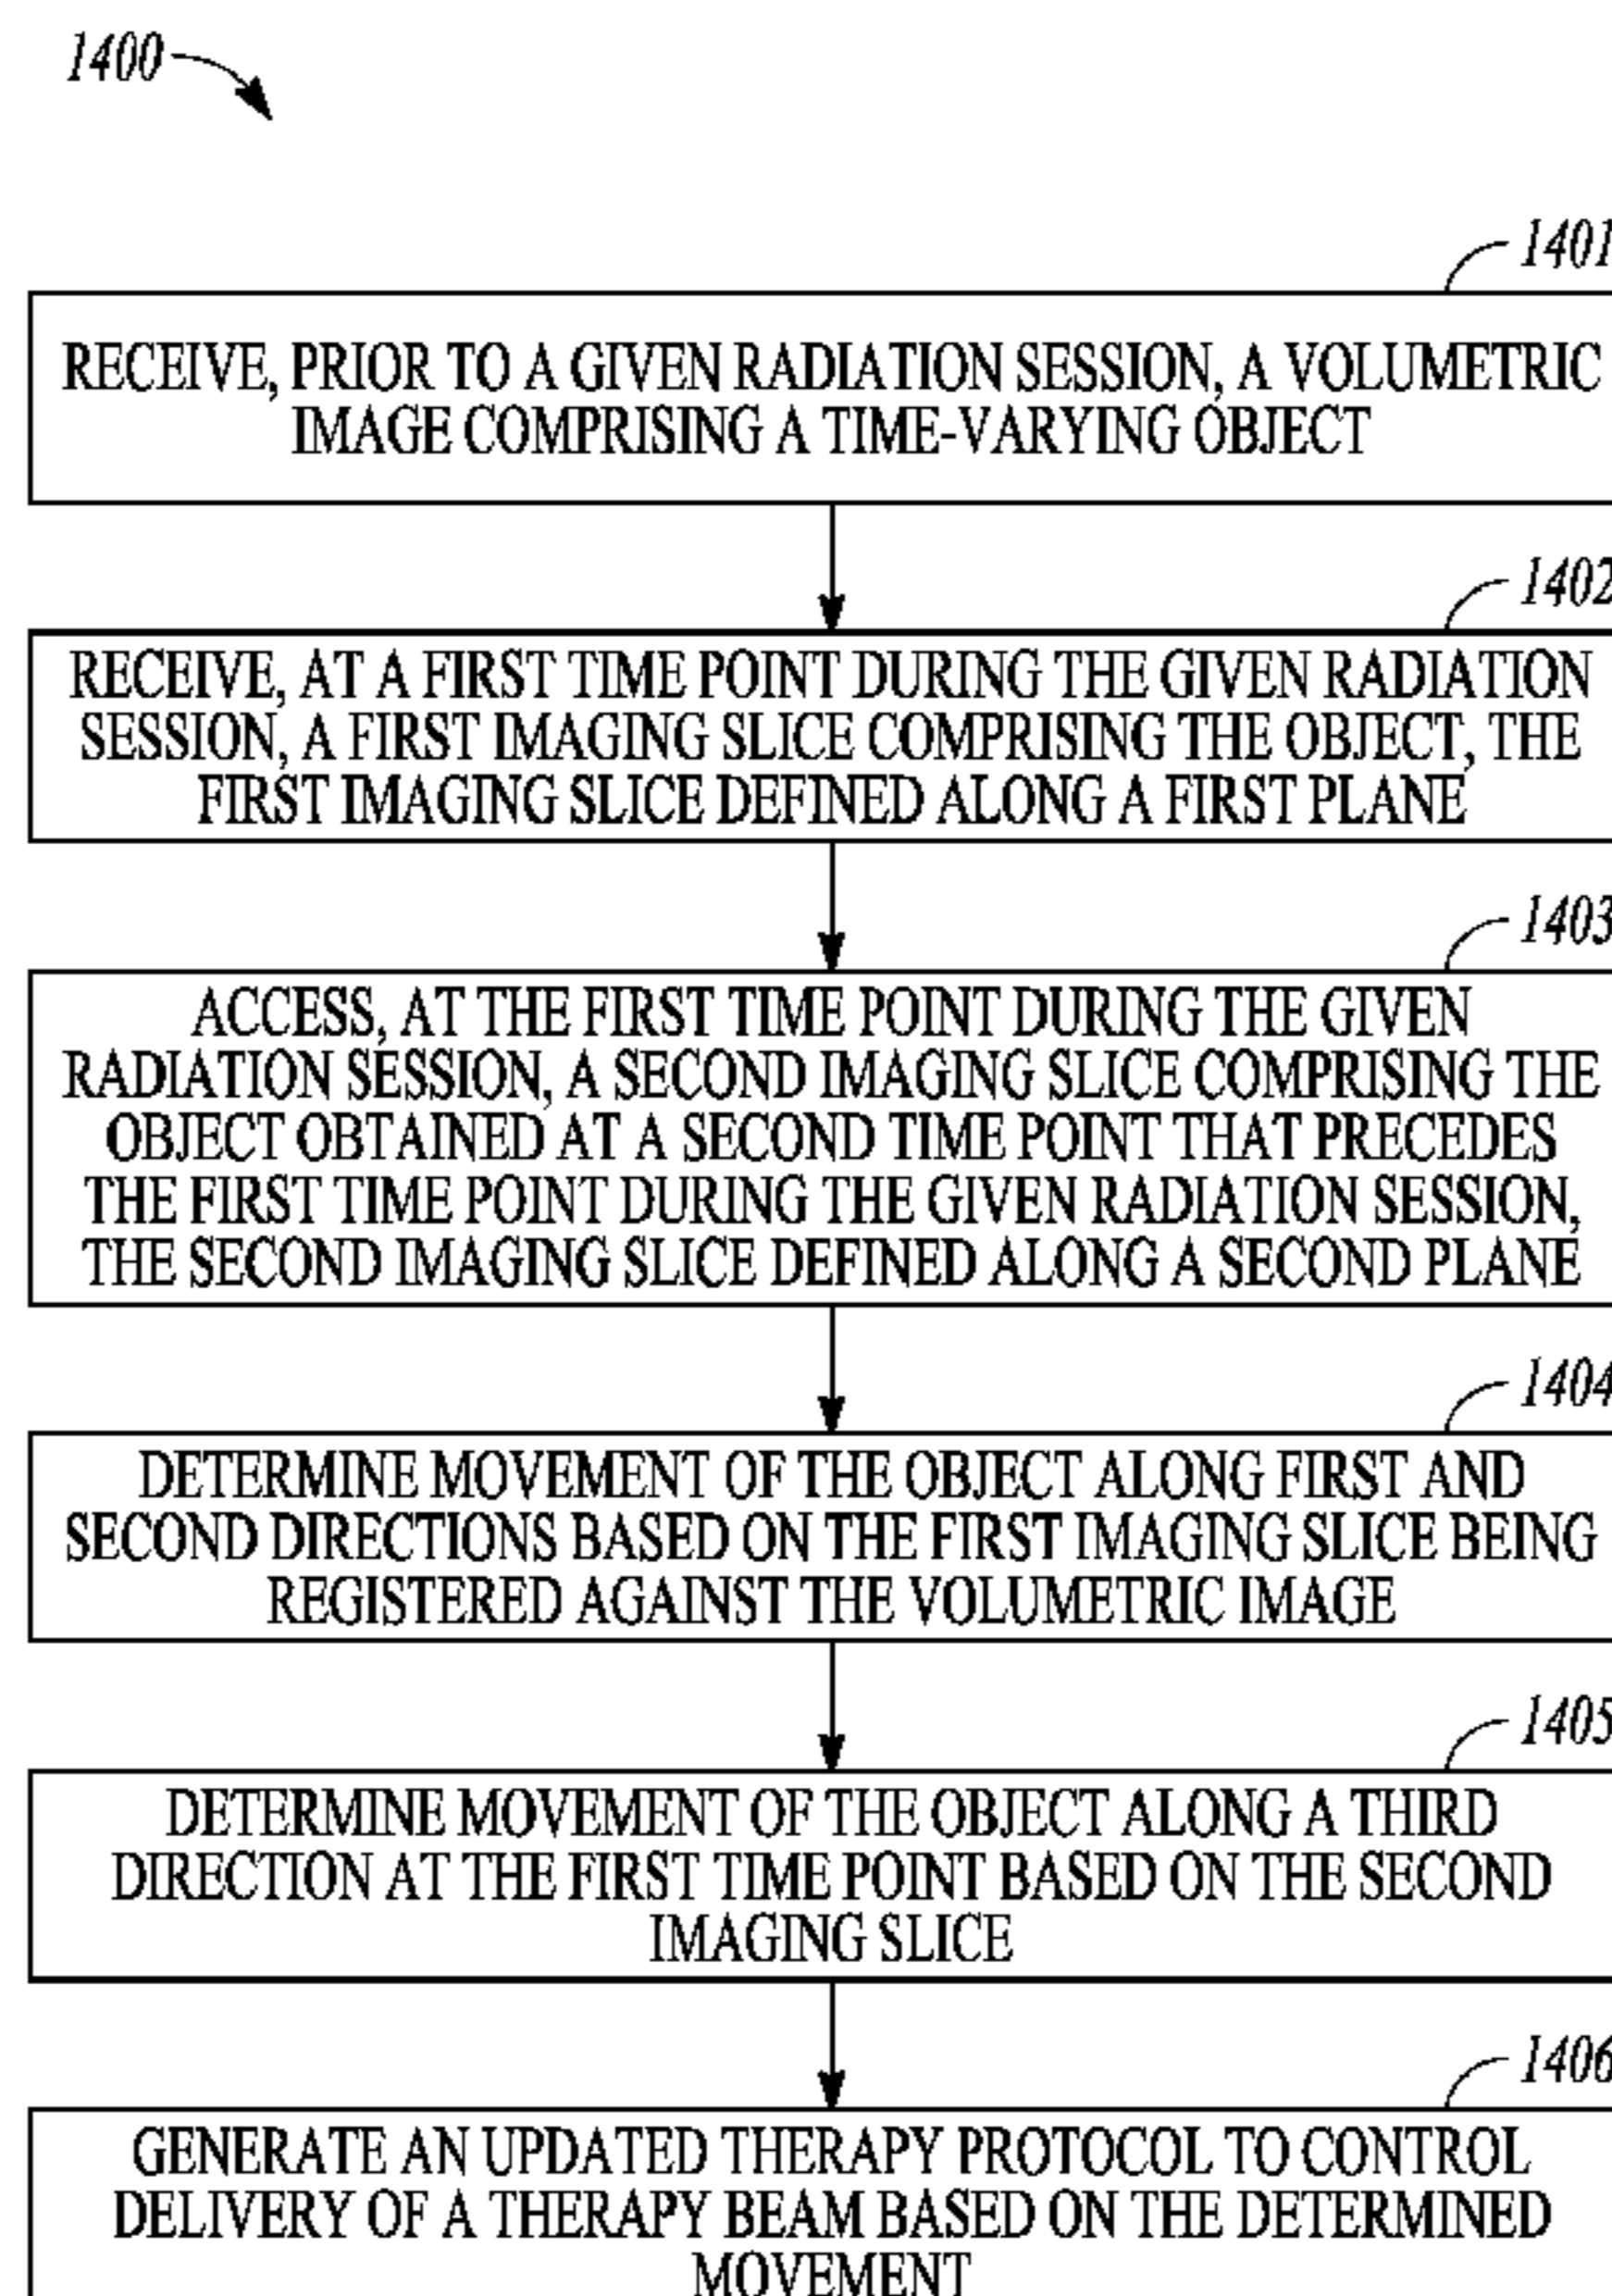 1400
1401
RECEIVE, PRIOR TO A GIVEN RADIATION SESSION, A VOLUMETRIC
IMAGE COMPRISING A TIME-VARYING OBJECT
1402
RECEIVE, AT A FIRST TIME POINT DURING THE GIVEN RADIATION
SESSION, A FIRST IMAGING SLICE COMPRISING THE OBJECT, THE
FIRST IMAGING SLICE DEFINED ALONG A FIRST PLANE
1403
ACCESS, AT THE FIRST TIME POINT DURING THE GIVEN
RADIATION SESSION, A SECOND IMAGING SLICE COMPRISING THE
OBJECT OBTAINED AT A SECOND TIME POINT THAT PRECEDES
THE FIRST TIME POINT DURING THE GIVEN RADIATION SESSION,
THE SECOND IMAGING SLICE DEFINED ALONG A SECOND PLANE
1404
DETERMINE MOVEMENT OF THE OBJECT ALONG FIRST AND
SECOND DIRECTIONS BASED ON THE FIRST IMAGING SLICE BEING
REGISTERED AGAINST THE VOLUMETRIC IMAGE
1405
DETERMINE MOVEMENT OF THE OBJECT ALONG A THIRD
DIRECTION AT THE FIRST TIME POINT BASED ON THE SECOND
IMAGING SLICE
1406
GENERATE AN UPDATED THERAPY PROTOCOL TO CONTROL
DELIVERY OF A THERAPY BEAM BASED ON THE DETERMINED
MOVEMENT